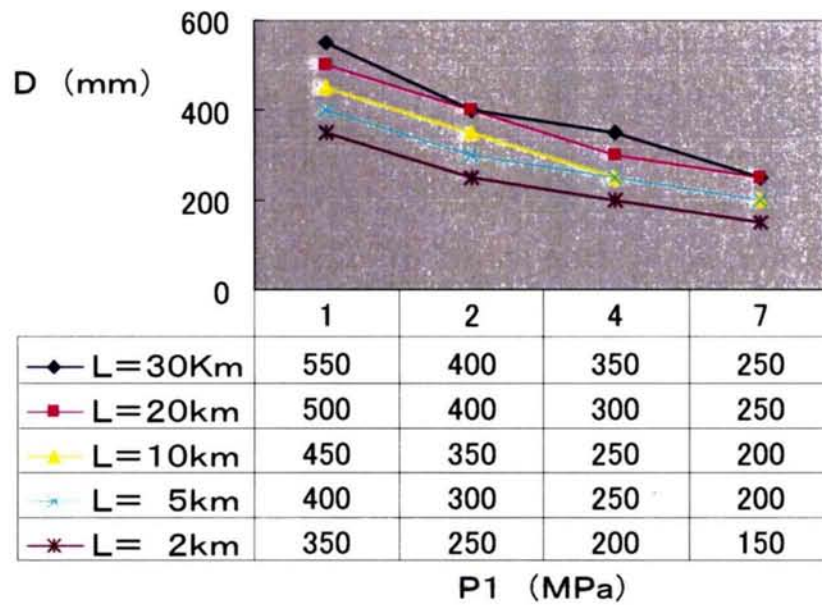 600
D (mm)
400
200
0
1 2 4 7
L=30Km 550 400 350 250
L=20km 500 400 300 250
L=10km 450 350 250 200
L= 5km 400 300 250 200
L= 2km 350 250 200 150
P1 (MPa)